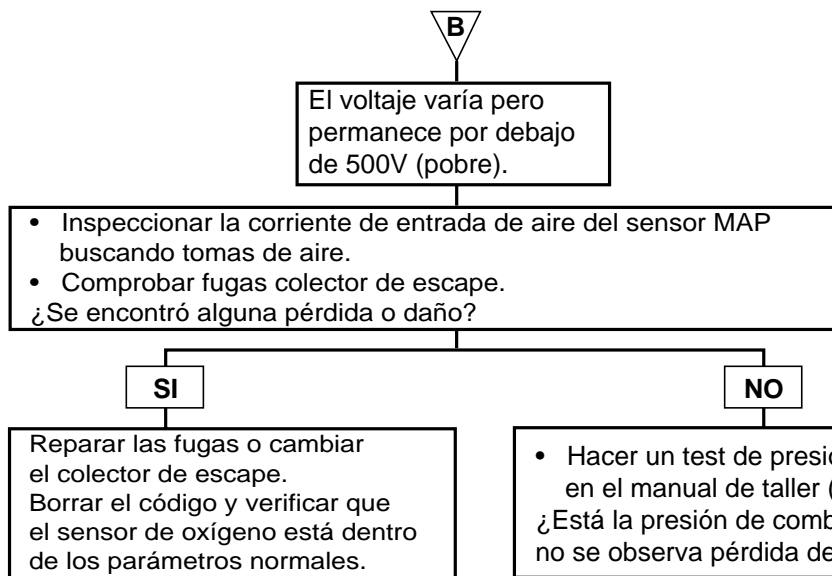 B
El voltaje varía pero
permanece por debajo
de 500V (pobre).
• Inspeccionar la corriente de entrada de aire del sensor MAP
buscando tomas de aire.
• Comprobar fugas colector de escape.
¿Se encontró alguna pérdida o daño?
SI
NO
Reparar las fugas o cambiar
el colector de escape.
Borrar el código y verificar que
el sensor de oxígeno está dentro
de los parámetros normales.
• Hacer un test de
en el manual de taller (
¿Está la presión de
no se observa pérdida